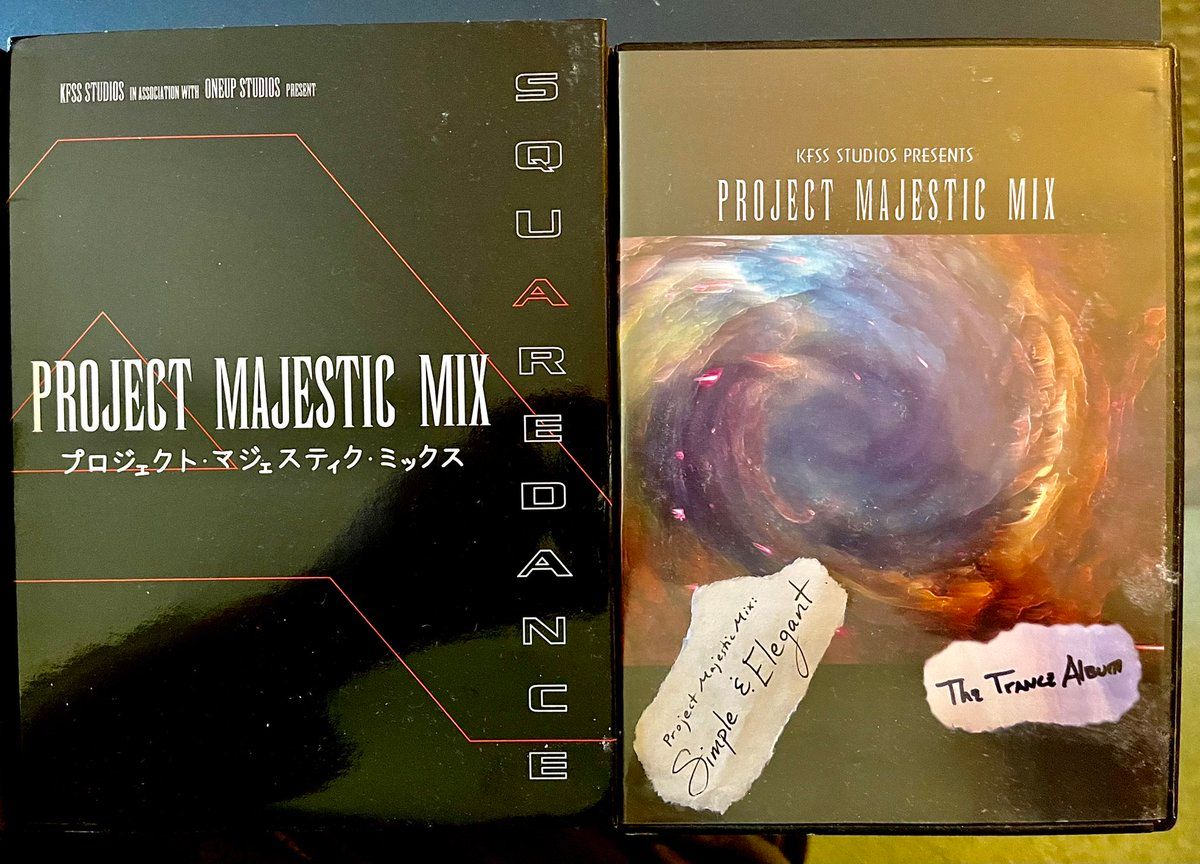 KFSS STUDIOS IN ASSOCIATION WITH ONEUP STUDIOS PRESENT
PROJECT MAJESTIC MIX
プロジェクト・マジェスティク・ミックス
SQUAREDANCE
KFSS STUDIOS PRESENTS
PROJECT MAJESTIC MIX
Project Majestic Mix:
Simple & Elegant
The Trance Album